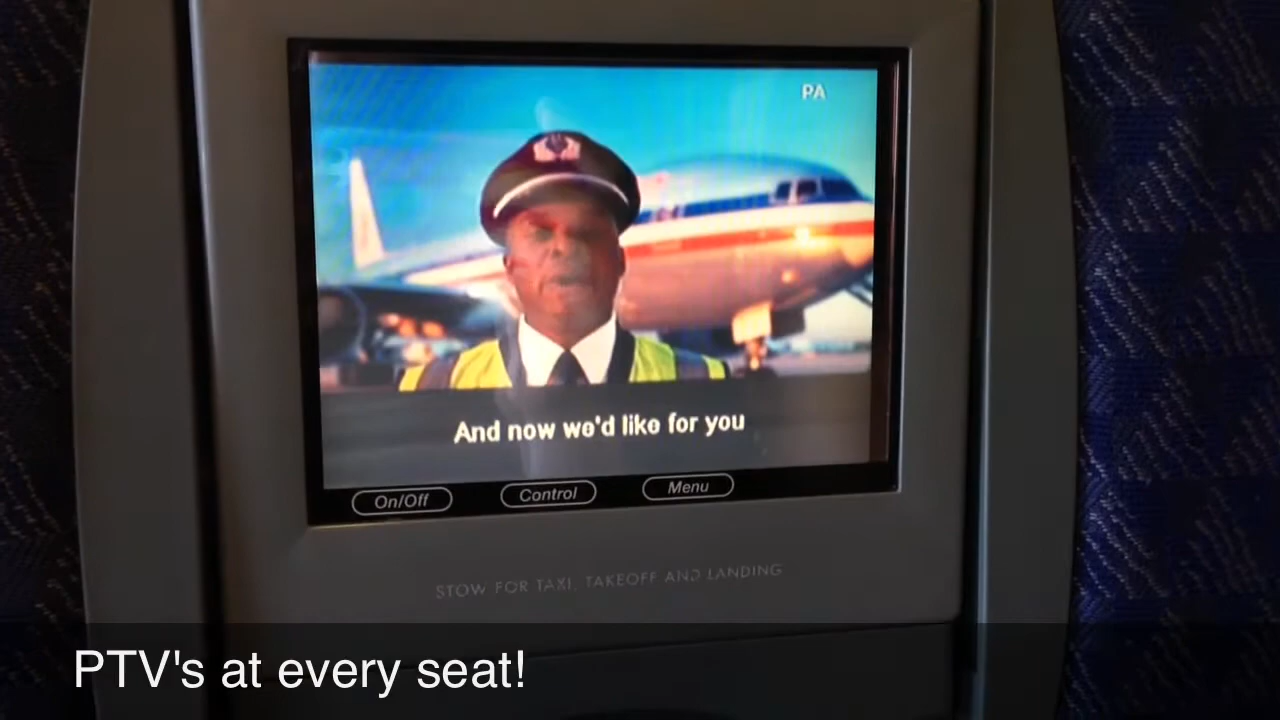 PA
And now we'd like for you
On/Off
Control
Menu
STOW FOR TAXI, TAKEOFF AND LANDING
PTV's at every seat!